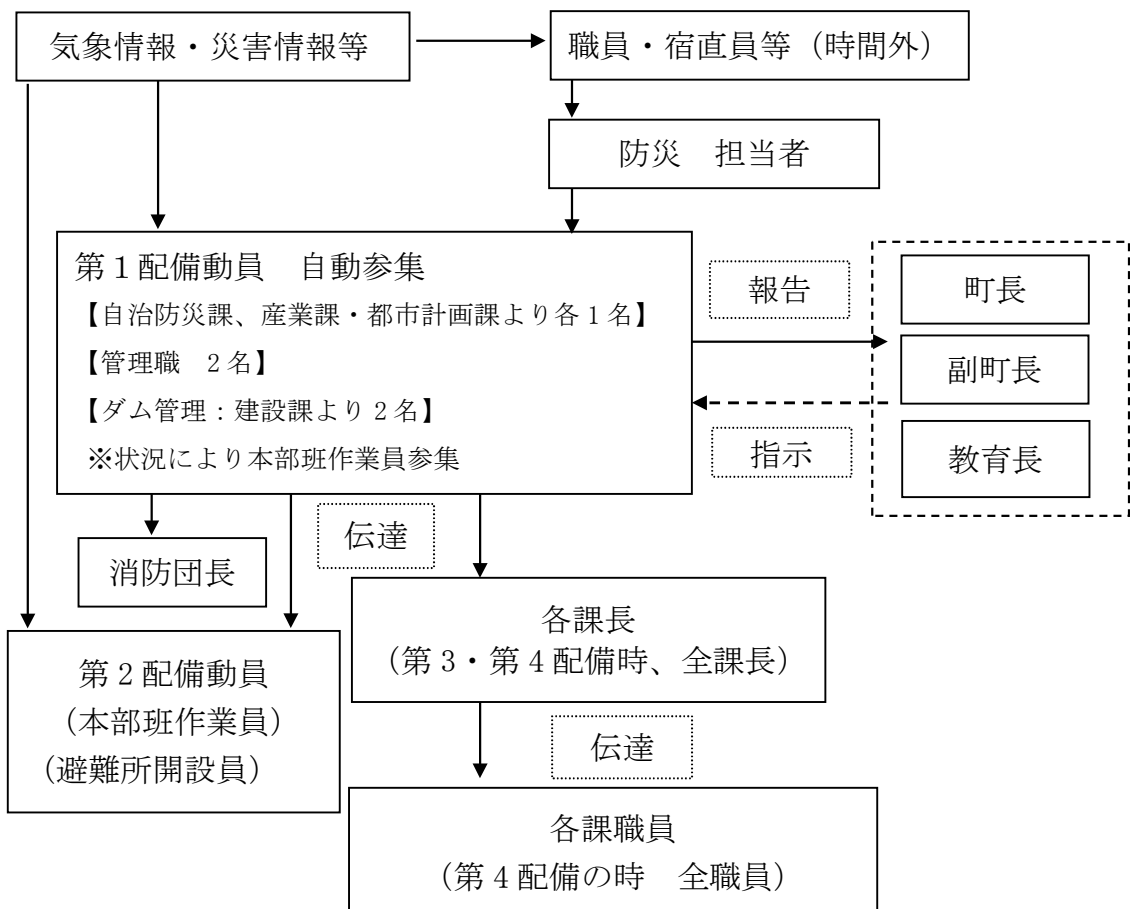 気象情報・災害情報等
職員・宿直員等（時間外）
防災　担当者
第１配備動員　自動参集
【自治防災課、産業課・都市計画課より各１名】
【管理職　２名】
【ダム管理：建設課より２名】
※状況により本部班作業員参集
報告
指示
町長
副町長
教育長
伝達
消防団長
各課長
（第３・第４配備時、全課長）
第２配備動員
（本部班作業員）
（避難所開設員）
伝達
各課職員
（第４配備の時　全職員）